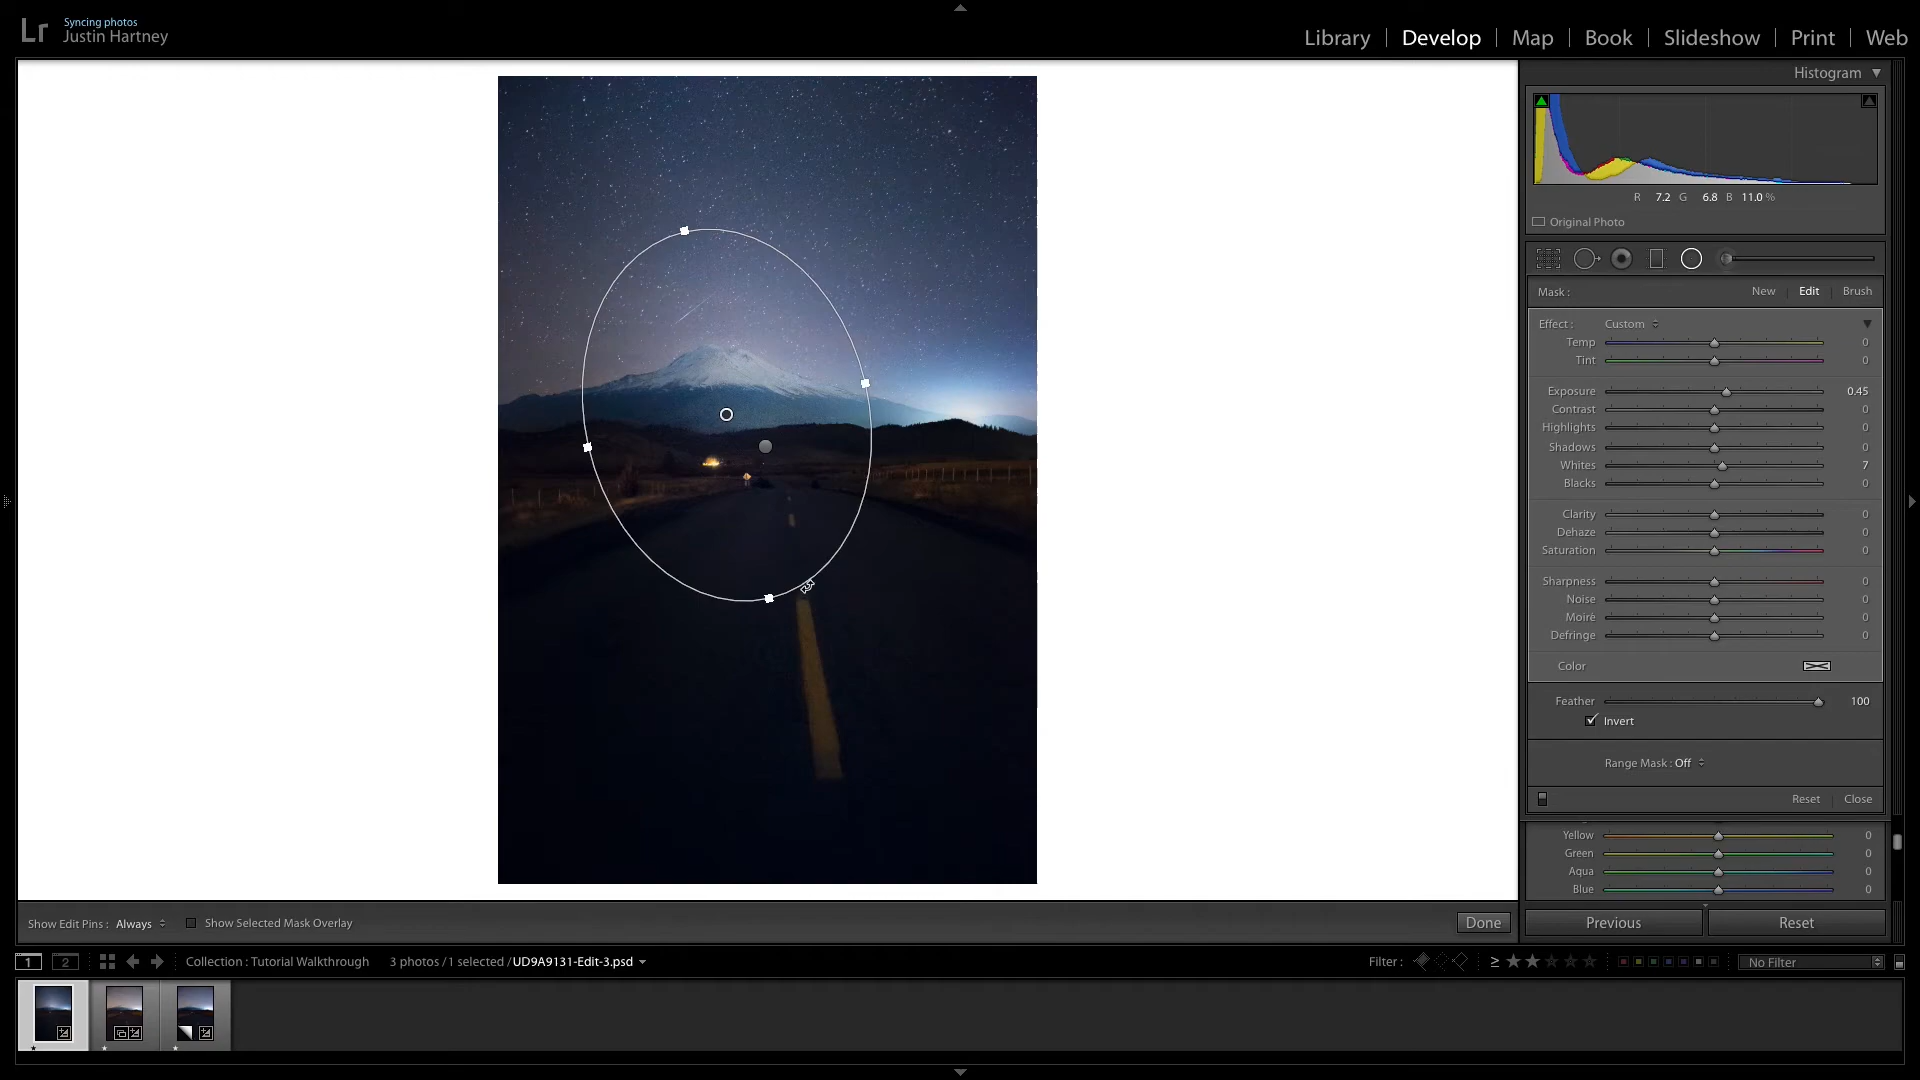 Lr
Syncing photos
Justin Hartney
Library | Develop | Map | Book | Slideshow | Print | Web
Histogram
R 7.2 G 6.8 B 11.0 %
Original Photo
Mask : New | Edit | Brush
Effect : Custom
Temp 0
Tint 0
Exposure 0.45
Contrast 0
Highlights 0
Shadows 0
Whites 7
Blacks 0
Clarity 0
Dehaze 0
Saturation 0
Sharpness 0
Noise 0
Moiré 0
Defringe 0
Color
Feather 100
Invert
Range Mask : Off
Reset | Close
Yellow 0
Green 0
Aqua 0
Blue 0
Show Edit Pins : Always Show Selected Mask Overlay Done
Previous Reset
1 2 Collection : Tutorial Walkthrough 3 photos / 1 selected / UD9A9131-Edit-3.psd Filter : ≥ No Filter